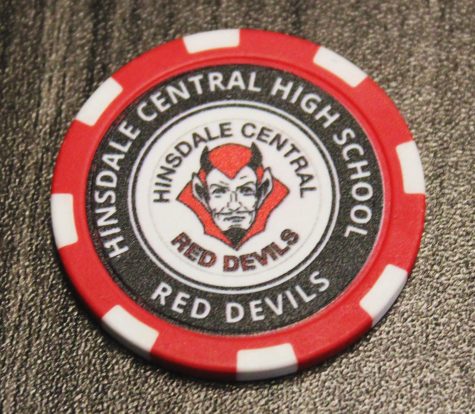 HINSDALE CENTRAL HIGH SCHOOL
HINSDALE CENTRAL
RED DEVILS
RED DEVILS